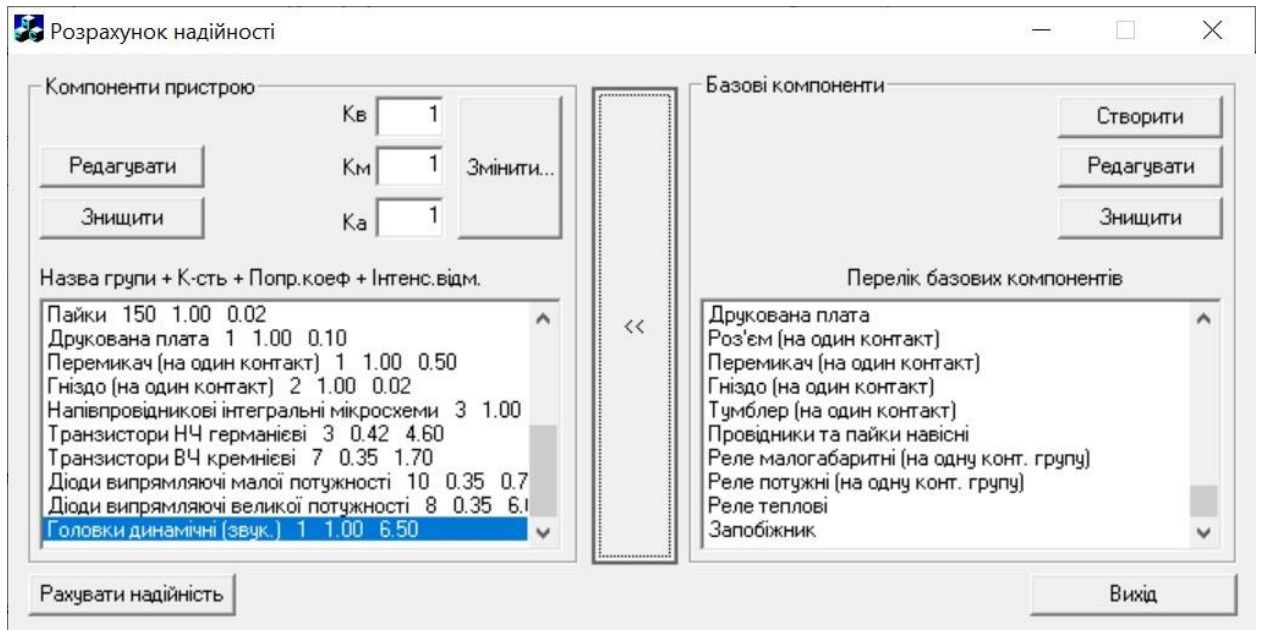 Розрахунок надійності
Компоненти пристрою
Кв 1
Редагувати
Км 1
Змінити...
Знищити
Ка 1
Назва групи + К-сть + Попр.коеф + Інтенс.відм.
Пайки 150 1.00 0.02
Друкована плата 1 1.00 0.10
Перемикач (на один контакт) 1 1.00 0.50
Гніздо (на один контакт) 2 1.00 0.02
Напівпровідникові інтегральні мікросхеми 3 1.00
Транзистори НЧ германієві 3 0.42 4.60
Транзистори ВЧ кремнієві 7 0.35 1.70
Діоди випрямляючі малої потужності 10 0.35 0.7
Діоди випрямляючі великої потужності 8 0.35 6.
Головки динамічні (звук.) 1 1.00 6.50
Рахувати надійність
<<
Базові компоненти
Створити
Редагувати
Знищити
Перелік базових компонентів
Друкована плата
Роз'єм (на один контакт)
Перемикач (на один контакт)
Гніздо (на один контакт)
Тумблер (на один контакт)
Провідники та пайки навісні
Реле малогабаритні (на одну конт. групу)
Реле потужні (на одну конт. групу)
Реле теплові
Запобіжник
Вихід